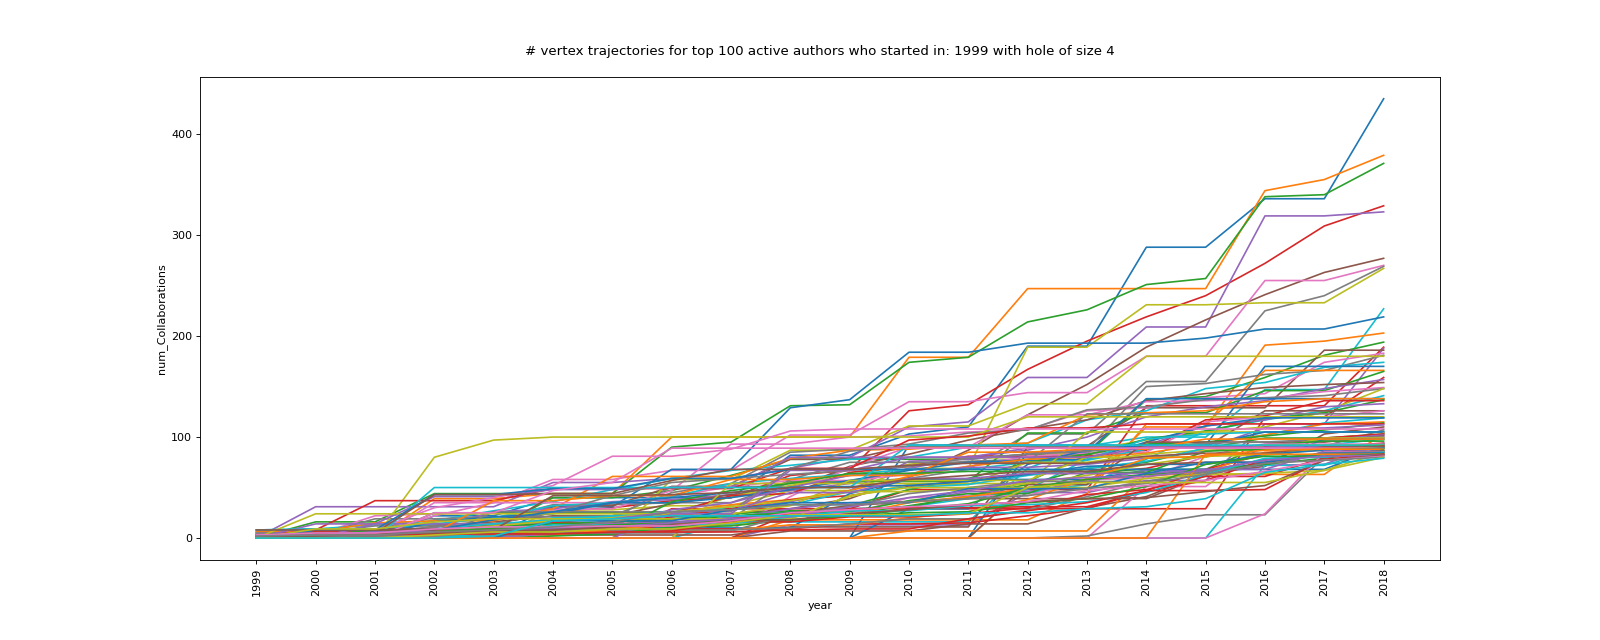 # vertex trajectories for top 100 active authors who started in: 1999 with hole of size 4
num_Collaborations
400
300
200
100
0
1999 2000 2001 2002 2003 2004 2005 2006 2007 2008 2009 2010 2011 2012 2013 2014 2015 2016 2017 2018
year